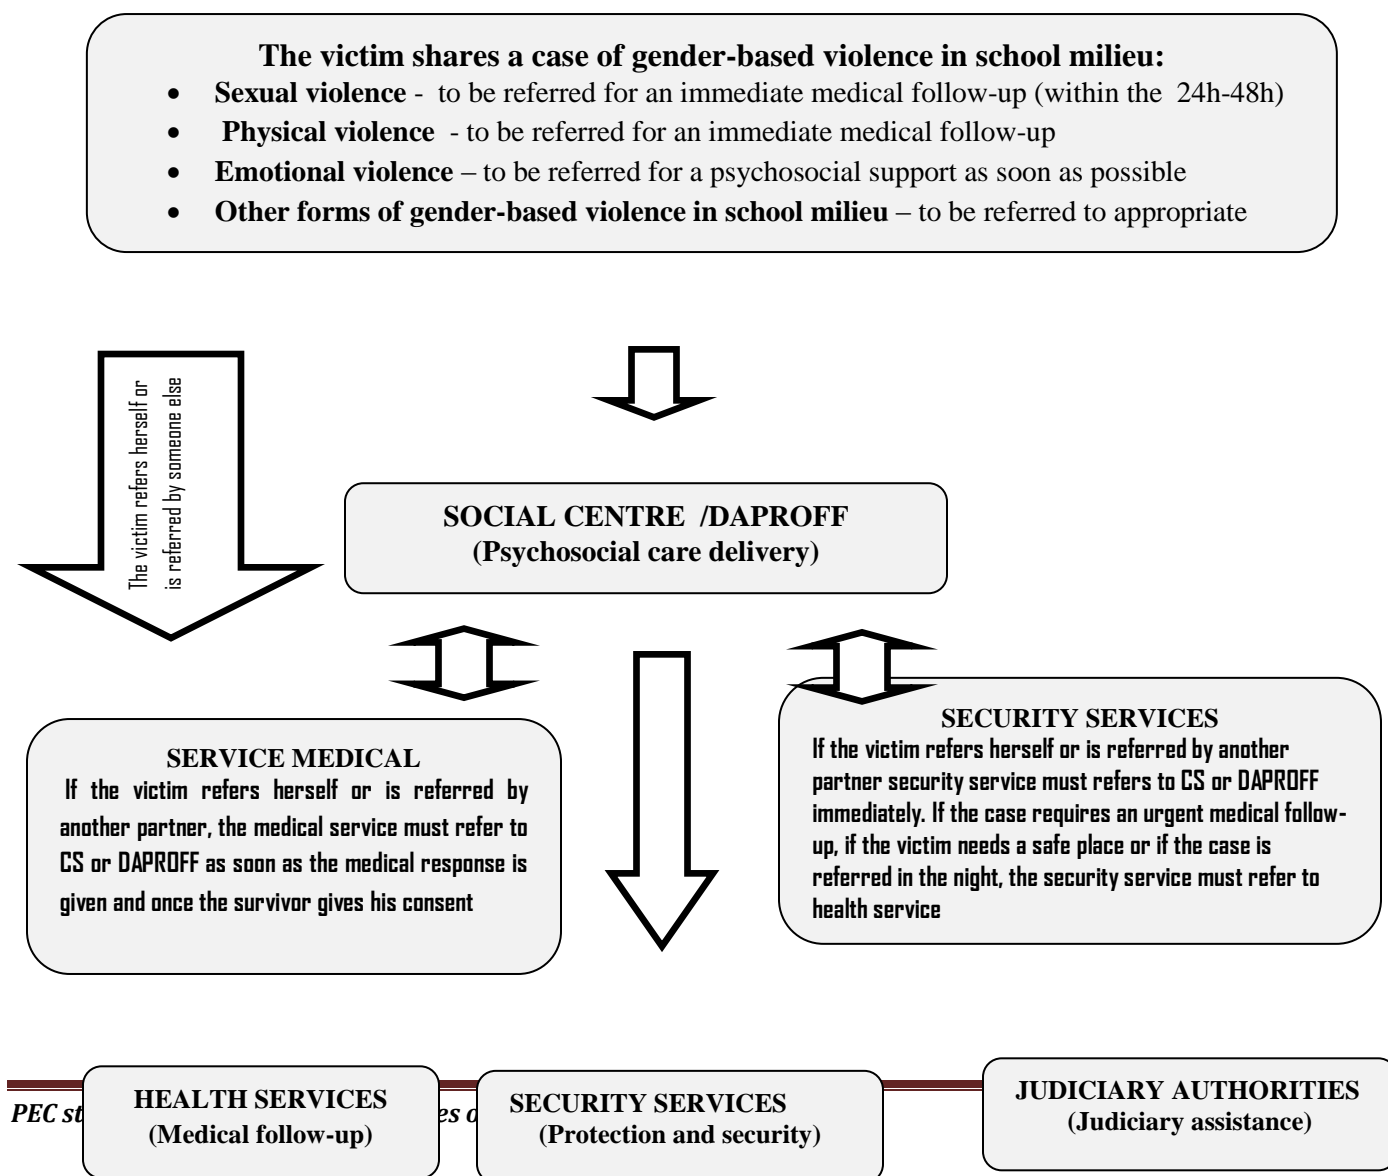 The victim shares a case of gender-based violence in school milieu:
• Sexual violence - to be referred for an immediate medical follow-up (within the 24h-48h)
• Physical violence - to be referred for an immediate medical follow-up
• Emotional violence – to be referred for a psychosocial support as soon as possible
• Other forms of gender-based violence in school milieu – to be referred to appropriate
The victim refers herself or
is referred by someone else
SOCIAL CENTRE /DAPROFF
(Psychosocial care delivery)
SERVICE MEDICAL
If the victim refers herself or is referred by
another partner, the medical service must refer to
CS or DAPROFF as soon as the medical response is
given and once the survivor gives his consent
SECURITY SERVICES
If the victim refers herself or is referred by another
partner security service must refers to CS or DAPROFF
immediately. If the case requires an urgent medical follow-
up, if the victim needs a safe place or if the case is
referred in the night, the security service must refer to
health service
HEALTH SERVICES
(Medical follow-up)
SECURITY SERVICES
(Protection and security)
JUDICIARY AUTHORITIES
(Judiciary assistance)
PEC